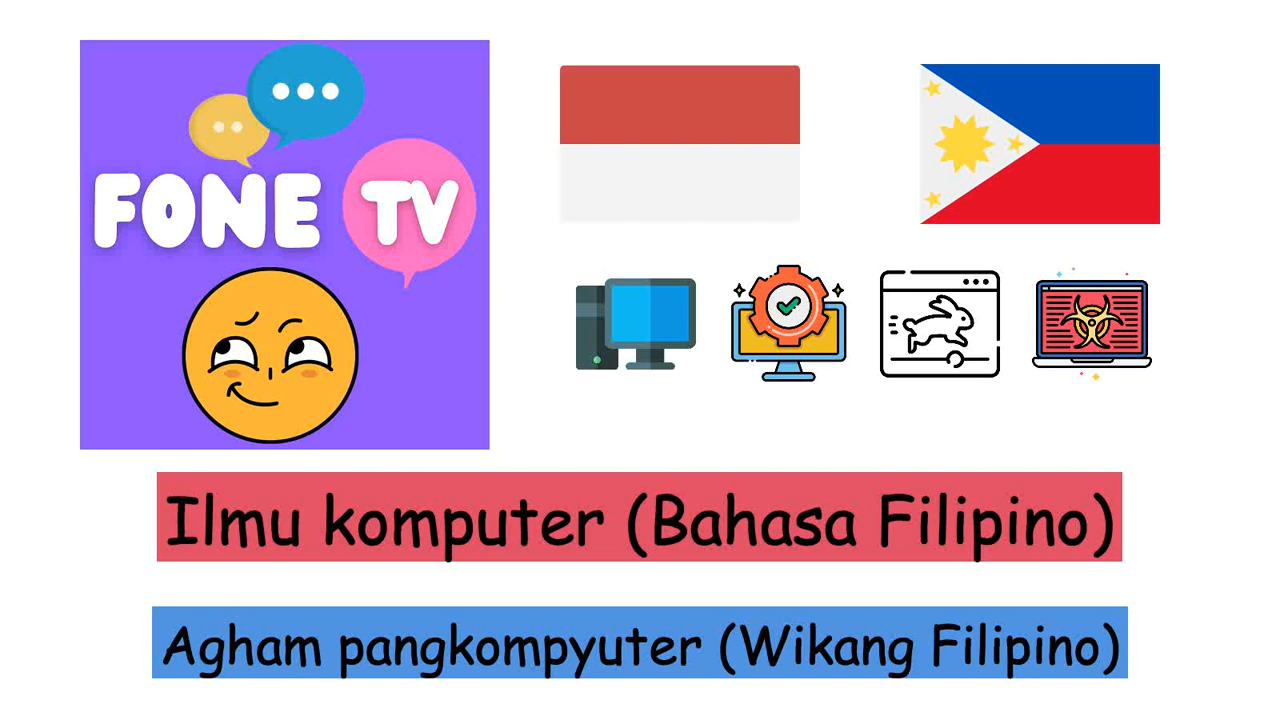 FONE TV
Ilmu komputer (Bahasa Filipino)
Agham pangkompyuter (Wikang Filipino)